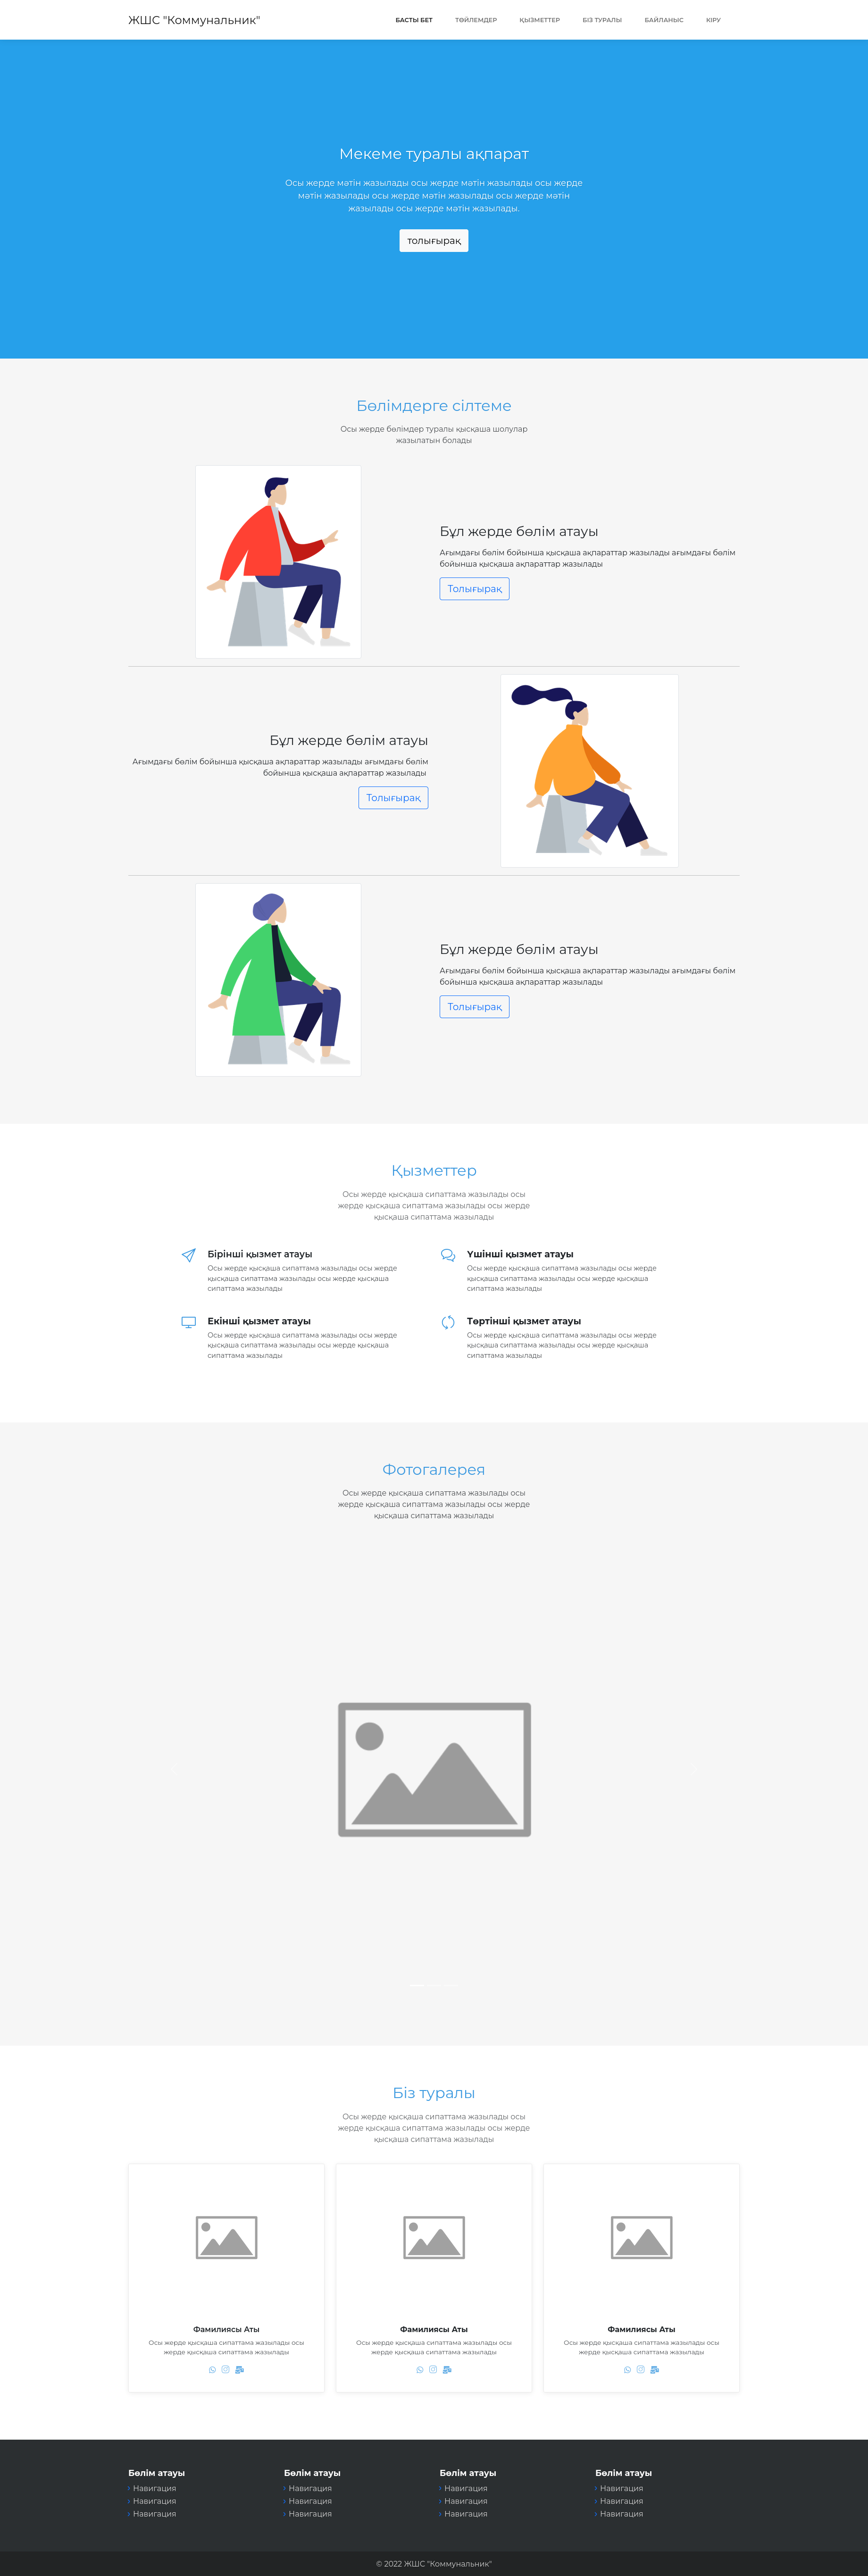 ЖШС "Коммунальник"
БАСТЫ БЕТ ТӨЙЛЕМДЕР ҚЫЗМЕТТЕР БІЗ ТУРАЛЫ БАЙЛАНЫС КІРУ
Мекеме туралы ақпарат
Осы жерде мәтін жазылады осы жерде мәтін жазылады осы жерде
мәтін жазылады осы жерде мәтін жазылады осы жерде мәтін
жазылады осы жерде мәтін жазылады.
толығырақ
Бөлімдерге сілтеме
Осы жерде бөлімдер туралы қысқаша шолулар
жазылатын болады
Бұл жерде бөлім атауы
Ағымдағы бөлім бойынша қысқаша ақпараттар жазылады ағымдағы бөлім
бойынша қысқаша ақпараттар жазылады
Толығырақ
Бұл жерде бөлім атауы
Ағымдағы бөлім бойынша қысқаша ақпараттар жазылады ағымдағы бөлім
бойынша қысқаша ақпараттар жазылады
Толығырақ
Бұл жерде бөлім атауы
Ағымдағы бөлім бойынша қысқаша ақпараттар жазылады ағымдағы бөлім
бойынша қысқаша ақпараттар жазылады
Толығырақ
Қызметтер
Осы жерде қысқаша сипаттама жазылады осы
жерде қысқаша сипаттама жазылады осы жерде
қысқаша сипаттама жазылады
Бірінші қызмет атауы
Осы жерде қысқаша сипаттама жазылады осы жерде
қысқаша сипаттама жазылады осы жерде қысқаша
сипаттама жазылады
Үшінші қызмет атауы
Осы жерде қысқаша сипаттама жазылады осы жерде
қысқаша сипаттама жазылады осы жерде қысқаша
сипаттама жазылады
Екінші қызмет атауы
Осы жерде қысқаша сипаттама жазылады осы жерде
қысқаша сипаттама жазылады осы жерде қысқаша
сипаттама жазылады
Төртінші қызмет атауы
Осы жерде қысқаша сипаттама жазылады осы жерде
қысқаша сипаттама жазылады осы жерде қысқаша
сипаттама жазылады
Фотогалерея
Осы жерде қысқаша сипаттама жазылады осы
жерде қысқаша сипаттама жазылады осы жерде
қысқаша сипаттама жазылады
Біз туралы
Осы жерде қысқаша сипаттама жазылады осы
жерде қысқаша сипаттама жазылады осы жерде
қысқаша сипаттама жазылады
Фамилиясы Аты
Осы жерде қысқаша сипаттама жазылады осы
жерде қысқаша сипаттама жазылады
Фамилиясы Аты
Осы жерде қысқаша сипаттама жазылады осы
жерде қысқаша сипаттама жазылады
Фамилиясы Аты
Осы жерде қысқаша сипаттама жазылады осы
жерде қысқаша сипаттама жазылады
Бөлім атауы
Навигация
Навигация
Навигация
Бөлім атауы
Навигация
Навигация
Навигация
Бөлім атауы
Навигация
Навигация
Навигация
Бөлім атауы
Навигация
Навигация
Навигация
© 2022 ЖШС "Коммунальник"